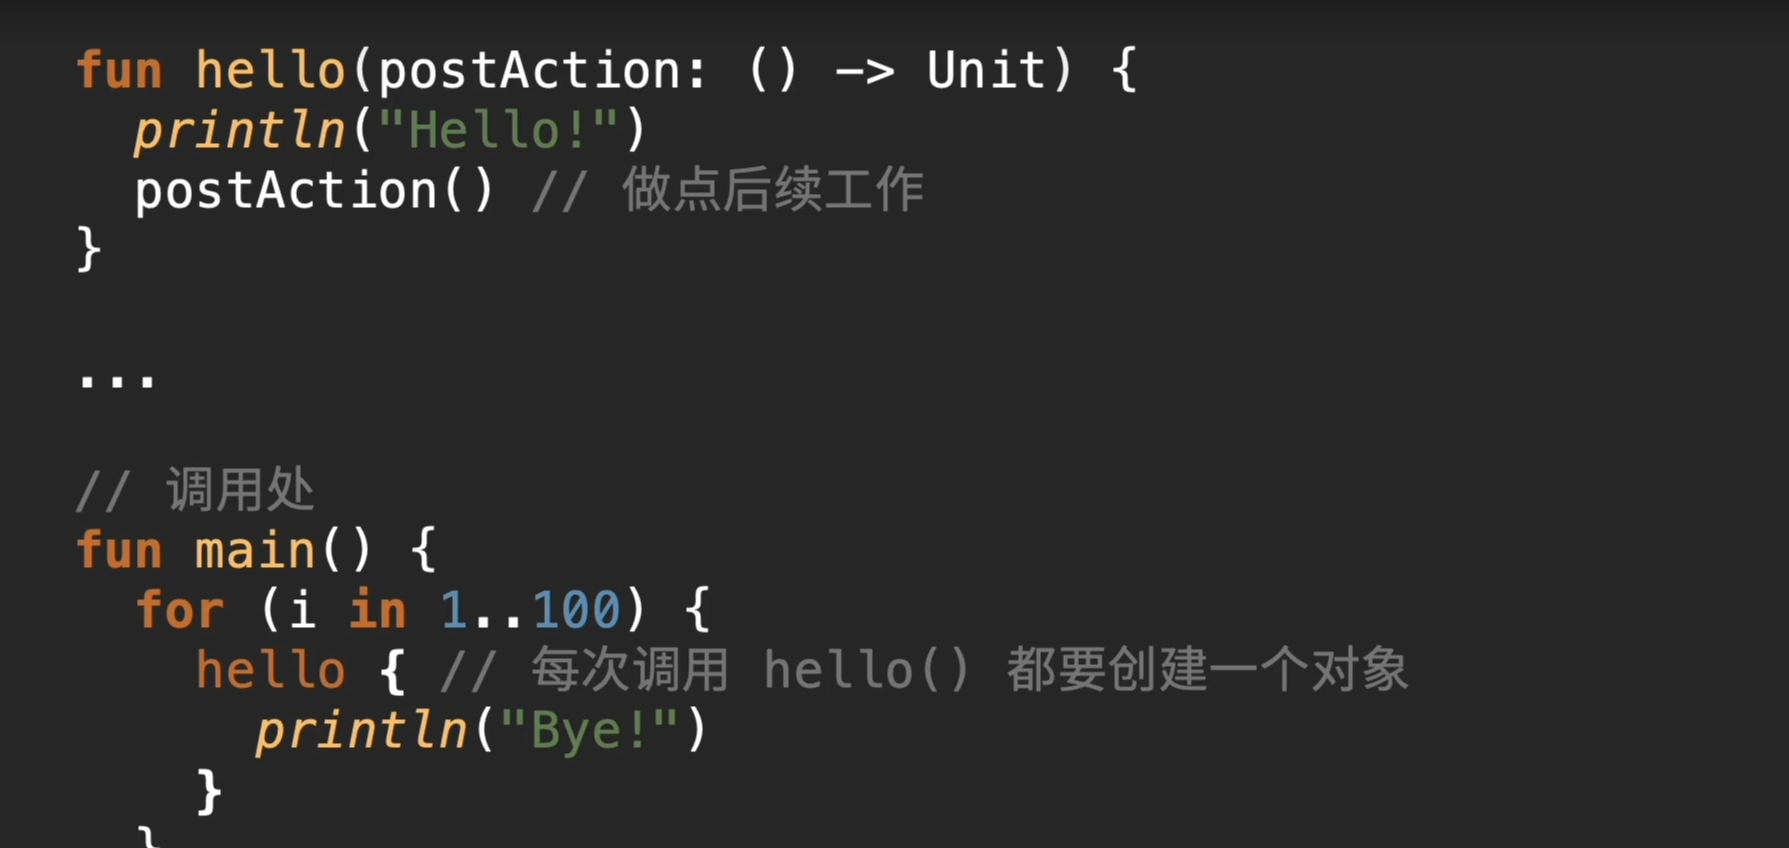 fun hello(postAction: () -> Unit) {
  println("Hello!")
  postAction() // 做点后续工作
}
...
// 调用处
fun main() {
  for (i in 1..100) {
    hello { // 每次调用 hello() 都要创建一个对象
      println("Bye!")
    }
  }